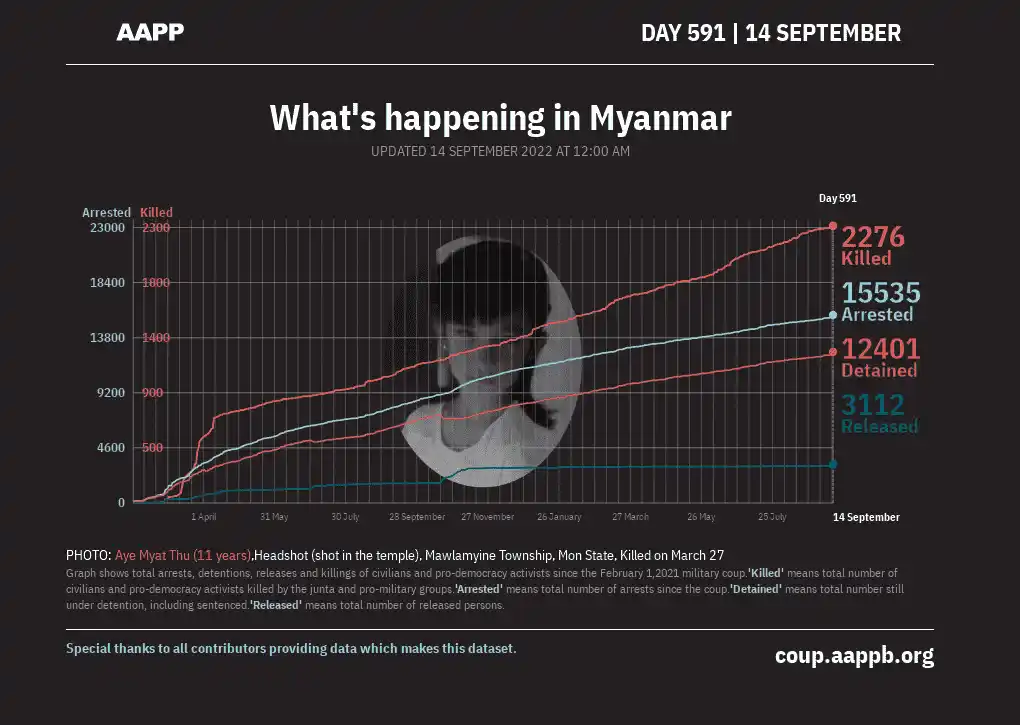 AAPP
DAY 591 | 14 SEPTEMBER
What's happening in Myanmar
UPDATED 14 SEPTEMBER 2022 AT 12:00 AM
Day 591
Arrested Killed
23000 2300
18400 1800
13800 1400
9200 900
4600 500
0
2276
Killed
15535
Arrested
12401
Detained
3112
Released
1 April 31 May 30 July 28 September 27 November 26 January 27 March 26 May 25 July 14 September
PHOTO: Aye Myat Thu (11 years),Headshot (shot in the temple), Mawlamyine Township, Mon State, Killed on March 27
Graph shows total arrests, detentions, releases and killings of civilians and pro-democracy activists since the February 1,2021 military coup.'Killed' means total number of
civilians and pro-democracy activists killed by the junta and pro-military groups.'Arrested' means total number of arrests since the coup.'Detained' means total number still
under detention, including sentenced.'Released' means total number of released persons.
Special thanks to all contributors providing data which makes this dataset.
coup.aappb.org